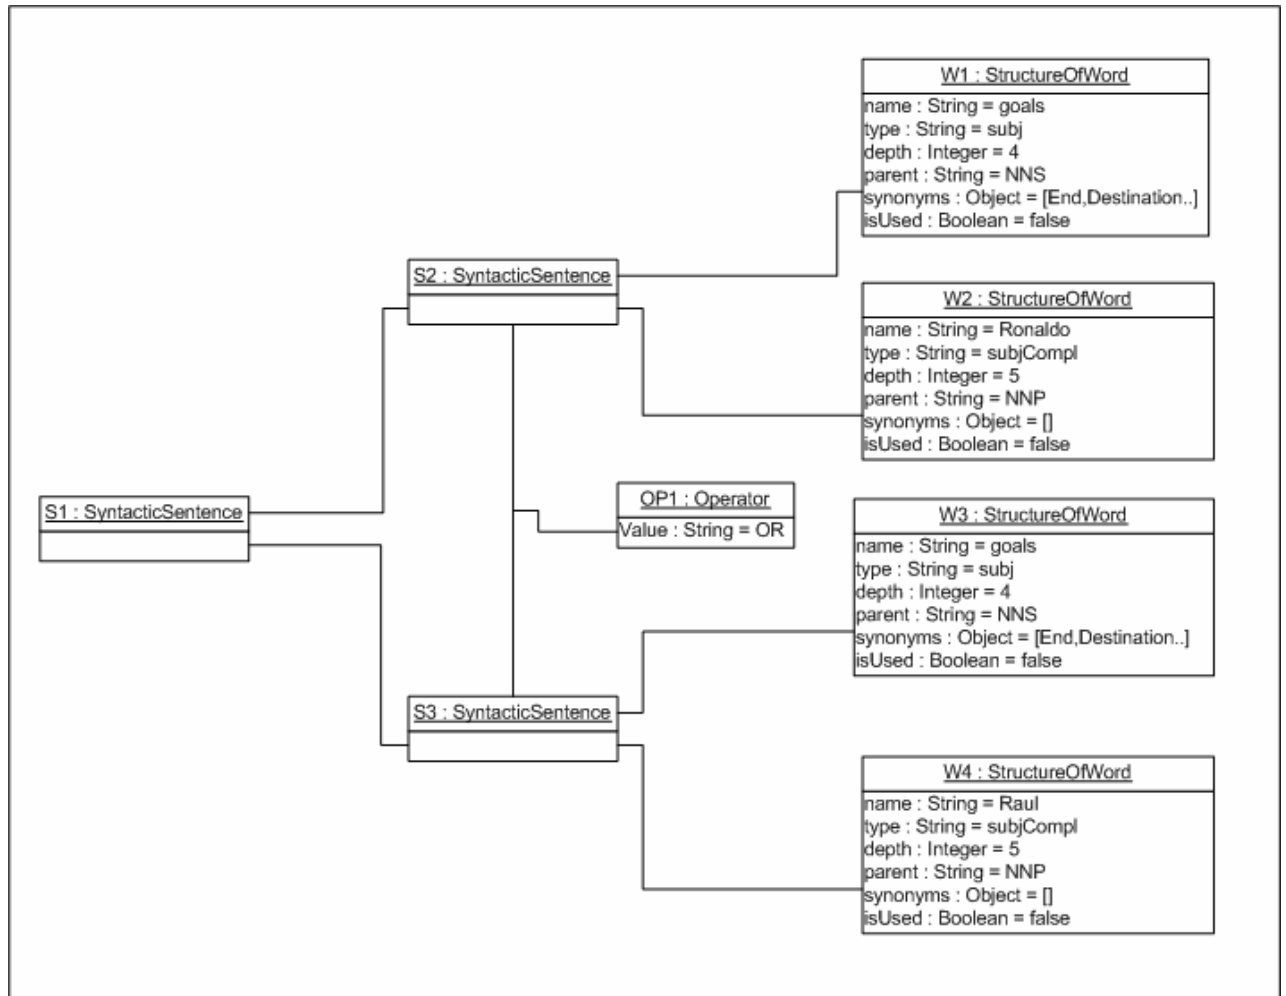 W1 : StructureOfWord
name : String = goals
type : String = subj
depth : Integer = 4
parent : String = NNS
synonyms : Object = [End,Destination..]
isUsed : Boolean = false
S2 : SyntacticSentence
W2 : StructureOfWord
name : String = Ronaldo
type : String = subjCompl
depth : Integer = 5
parent : String = NNP
synonyms : Object = []
isUsed : Boolean = false
S1 : SyntacticSentence
OP1 : Operator
Value : String = OR
W3 : StructureOfWord
name : String = goals
type : String = subj
depth : Integer = 4
parent : String = NNS
synonyms : Object = [End,Destination..]
isUsed : Boolean = false
S3 : SyntacticSentence
W4 : StructureOfWord
name : String = Raul
type : String = subjCompl
depth : Integer = 5
parent : String = NNP
synonyms : Object = []
isUsed : Boolean = false